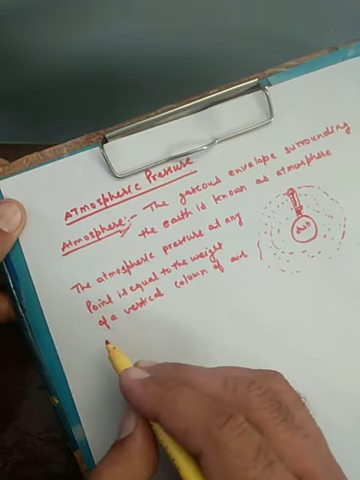 Atmospheric Pressure
Atmosphere:- The gaseous envelope surrounding
the earth is known as atmosphere
The atmospheric pressure at any
Point is equal to the weight
of a vertical column of air